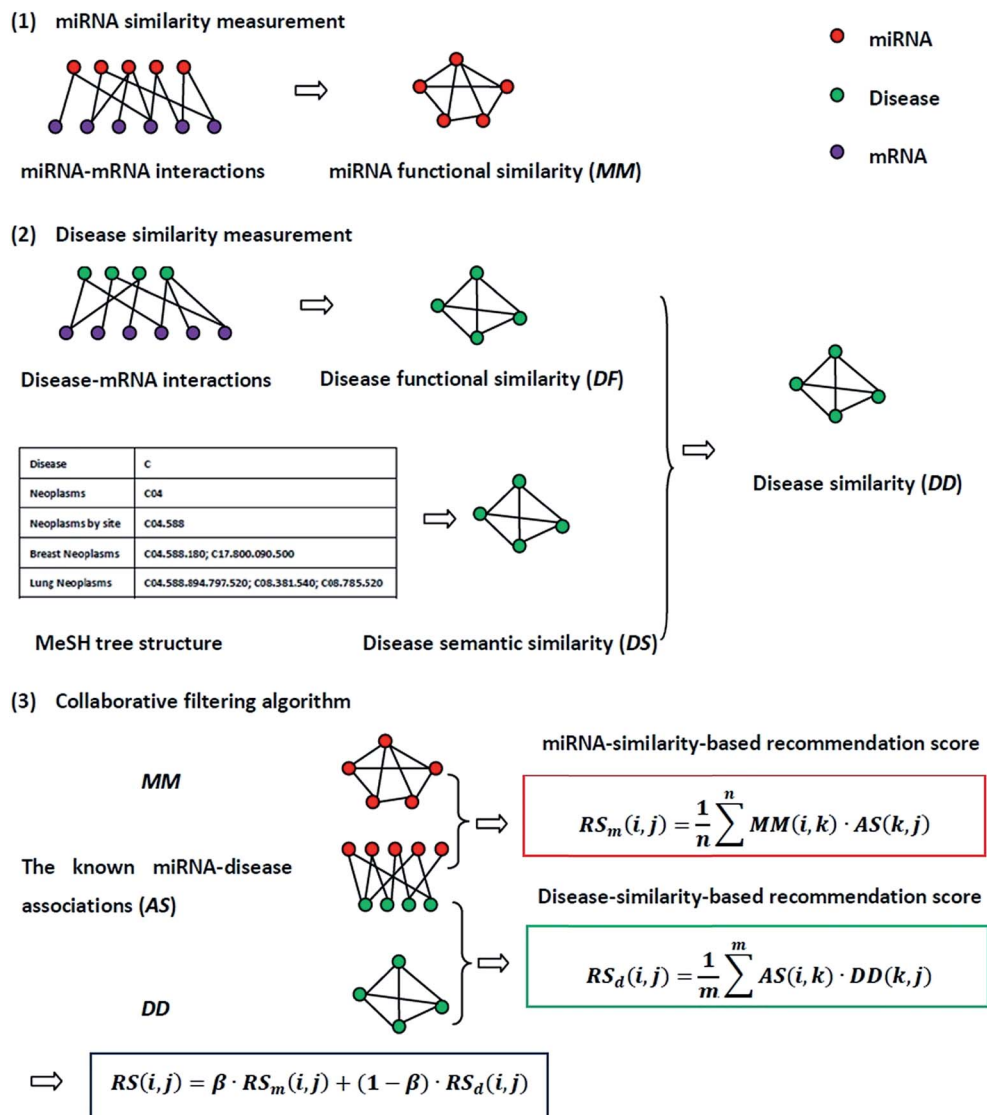 (1) miRNA similarity measurement
miRNA
Disease
mRNA
miRNA-mRNA interactions
miRNA functional similarity (MM)
(2) Disease similarity measurement
Disease-mRNA interactions
Disease functional similarity (DF)
Disease C
Neoplasms C04
Neoplasms by site C04.588
Breast Neoplasms C04.588.180; C17.800.090.500
Lung Neoplasms C04.588.894.797.520; C08.381.540; C08.785.520
MeSH tree structure
Disease semantic similarity (DS)
Disease similarity (DD)
(3) Collaborative filtering algorithm
MM
The known miRNA-disease
associations (AS)
DD
miRNA-similarity-based recommendation score
RS_m(i,j) = 1/n ∑^n MM(i,k) · AS(k,j)
Disease-similarity-based recommendation score
RS_d(i,j) = 1/m ∑^m AS(i,k) · DD(k,j)
RS(i,j) = β · RS_m(i,j) + (1 − β) · RS_d(i,j)